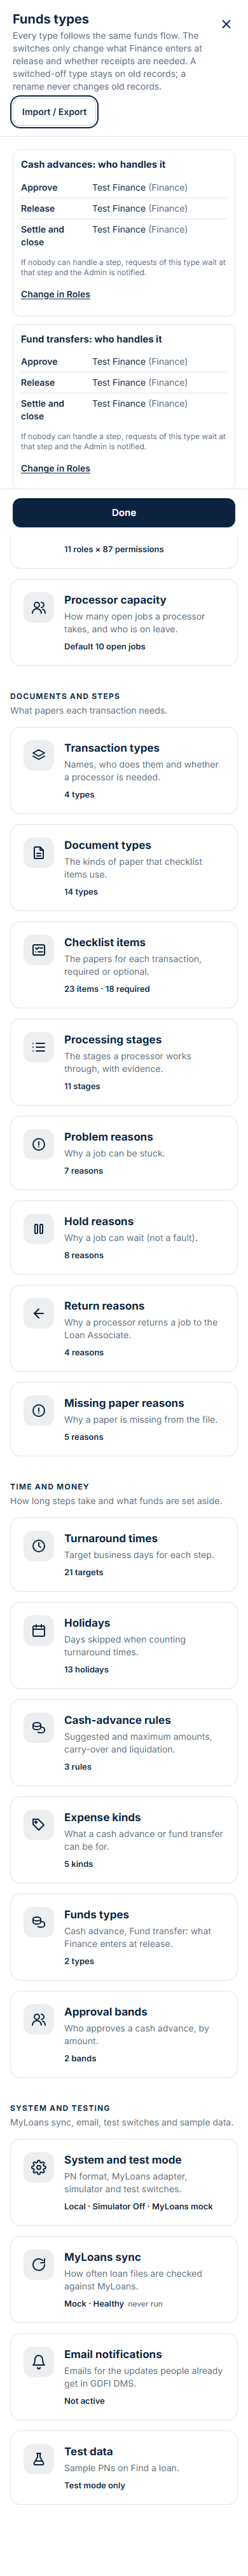 Funds types
Every type follows the same funds flow. The
switches only change what Finance enters at
release and whether receipts are needed. A
switched-off type stays on old records; a
rename never changes old records.
Import / Export
Cash advances: who handles it
Approve Test Finance (Finance)
Release Test Finance (Finance)
Settle and Test Finance (Finance)
close
If nobody can handle a step, requests of this type wait at
that step and the Admin is notified.
Change in Roles
Fund transfers: who handles it
Approve Test Finance (Finance)
Release Test Finance (Finance)
Settle and Test Finance (Finance)
close
If nobody can handle a step, requests of this type wait at
that step and the Admin is notified.
Change in Roles
Done
11 roles × 87 permissions
Processor capacity
How many open jobs a processor
takes, and who is on leave.
Default 10 open jobs
DOCUMENTS AND STEPS
What papers each transaction needs.
Transaction types
Names, who does them and whether
a processor is needed.
4 types
Document types
The kinds of paper that checklist
items use.
14 types
Checklist items
The papers for each transaction,
required or optional.
23 items · 18 required
Processing stages
The stages a processor works
through, with evidence.
11 stages
Problem reasons
Why a job can be stuck.
7 reasons
Hold reasons
Why a job can wait (not a fault).
8 reasons
Return reasons
Why a processor returns a job to the
Loan Associate.
4 reasons
Missing paper reasons
Why a paper is missing from the file.
5 reasons
TIME AND MONEY
How long steps take and what funds are set aside.
Turnaround times
Target business days for each step.
21 targets
Holidays
Days skipped when counting
turnaround times.
13 holidays
Cash-advance rules
Suggested and maximum amounts,
carry-over and liquidation.
3 rules
Expense kinds
What a cash advance or fund transfer
can be for.
5 kinds
Funds types
Cash advance, Fund transfer: what
Finance enters at release.
2 types
Approval bands
Who approves a cash advance, by
amount.
2 bands
SYSTEM AND TESTING
MyLoans sync, email, test switches and sample data.
System and test mode
PN format, MyLoans adapter,
simulator and test switches.
Local · Simulator Off · MyLoans mock
MyLoans sync
How often loan files are checked
against MyLoans.
Mock · Healthy never run
Email notifications
Emails for the updates people already
get in GDFI DMS.
Not active
Test data
Sample PNs on Find a loan.
Test mode only